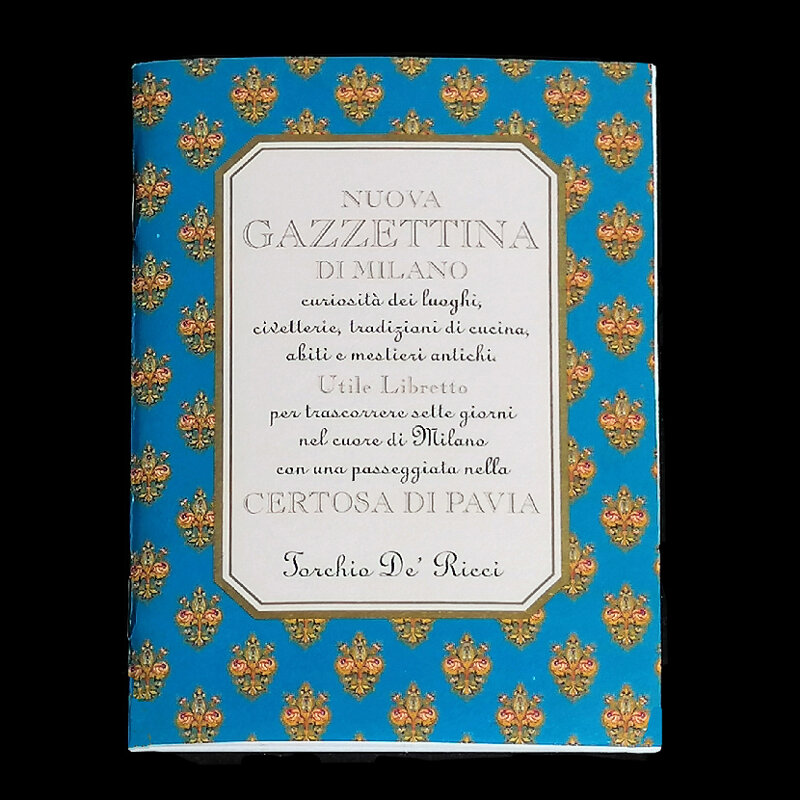 NUOVA
GAZZETTINA
DI MILANO
curiosità dei luoghi,
civetterie, tradizioni di cucina,
abiti e mestieri antichi.
Utile Libretto
per trascorrere sette giorni
nel cuore di Milano
con una passeggiata nella
CERTOSA DI PAVIA
Torchio De' Ricci